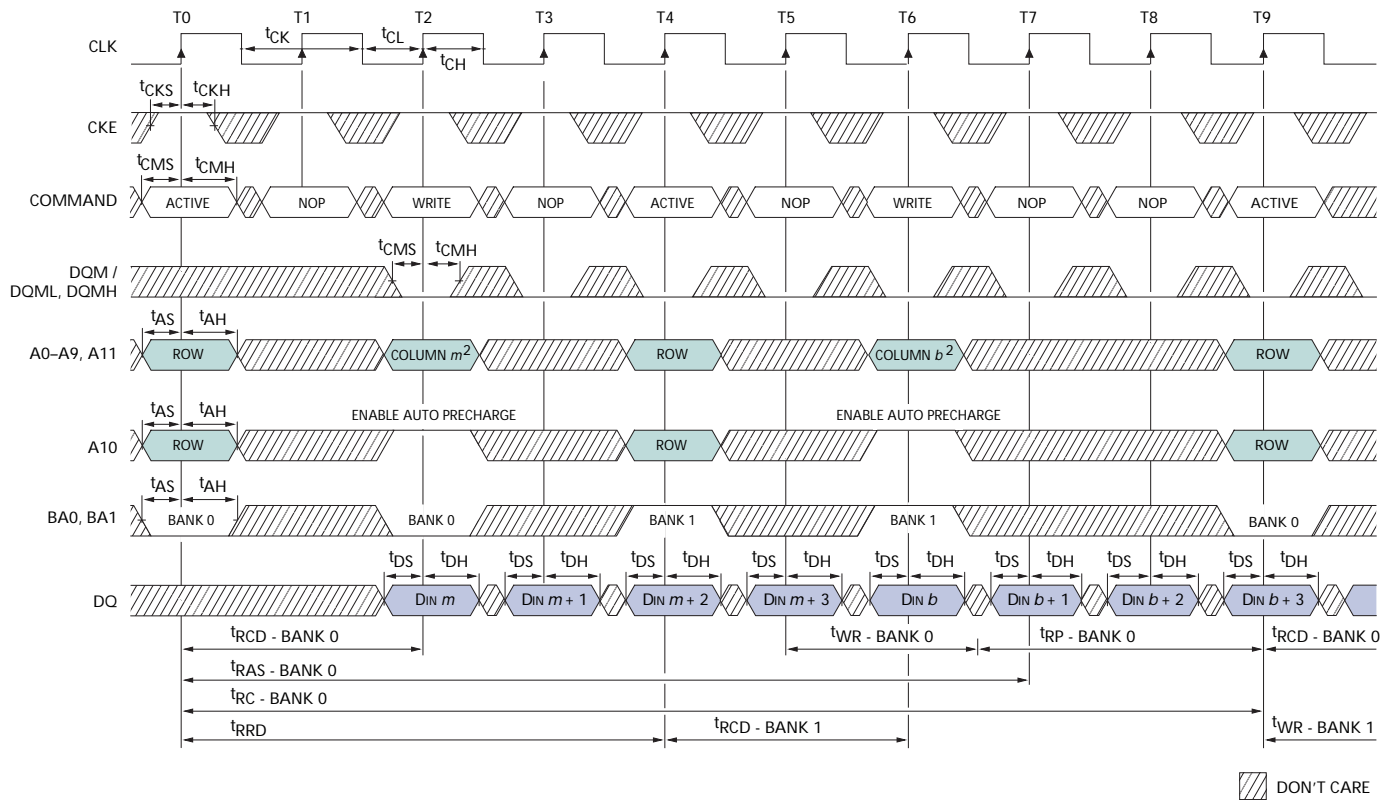 T0 T1 T2 T3 T4 T5 T6 T7 T8 T9
CLK tCK tCL tCH
tCKS tCKH
CKE
tCMS tCMH
COMMAND ACTIVE NOP WRITE NOP ACTIVE NOP WRITE NOP NOP ACTIVE
tCMS tCMH
DQM /
DQML, DQMH
tAS tAH
A0–A9, A11 ROW COLUMN m2 ROW COLUMN b2 ROW
tAS tAH ENABLE AUTO PRECHARGE ENABLE AUTO PRECHARGE
A10 ROW ROW ROW
tAS tAH
BA0, BA1 BANK 0 BANK 0 BANK 1 BANK 1 BANK 0
tDS tDH tDS tDH tDS tDH tDS tDH tDS tDH tDS tDH tDS tDH tDS tDH
DQ DIN m DIN m + 1 DIN m + 2 DIN m + 3 DIN b DIN b + 1 DIN b + 2 DIN b + 3
tRCD - BANK 0 tWR - BANK 0 tRP - BANK 0 tRCD - BANK 0
tRAS - BANK 0
tRC - BANK 0
tRRD tRCD - BANK 1 tWR - BANK 1
DON'T CARE